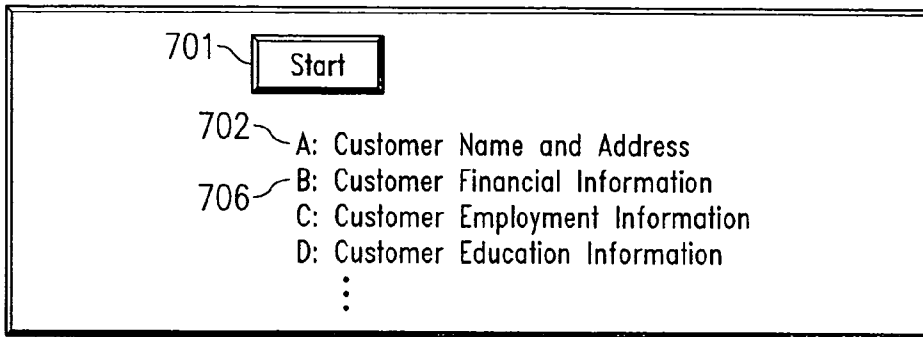 701
Start
702
A: Customer Name and Address
706
B: Customer Financial Information
C: Customer Employment Information
D: Customer Education Information